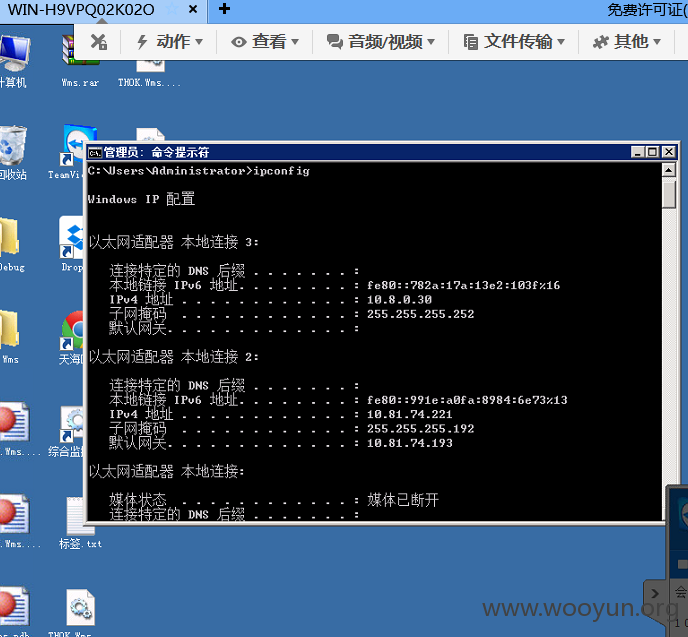 WIN-H9VPQ02K02O × + 免费许可证(
动作 查看 音频/视频 文件传输 其他
计算机 Wms.rar THOK.Wms....
回收站 TeamVie
Debug Drop
Wms 天海
.Wms.... 综合监
.Wms.... 标签.txt
THOK.Wms
管理员: 命令提示符
C:\Users\Administrator>ipconfig
Windows IP 配置
以太网适配器 本地连接 3:
连接特定的 DNS 后缀 . . . . . . . :
本地链接 IPv6 地址. . . . . . . . : fe80::782a:17a:13e2:103f%16
IPv4 地址 . . . . . . . . . . . . : 10.8.0.30
子网掩码 . . . . . . . . . . . . : 255.255.255.252
默认网关. . . . . . . . . . . . . :
以太网适配器 本地连接 2:
连接特定的 DNS 后缀 . . . . . . . :
本地链接 IPv6 地址. . . . . . . . : fe80::991e:a0fa:8984:6e73%13
IPv4 地址 . . . . . . . . . . . . : 10.81.74.221
子网掩码 . . . . . . . . . . . . : 255.255.255.192
默认网关. . . . . . . . . . . . . : 10.81.74.193
以太网适配器 本地连接:
媒体状态 . . . . . . . . . . . . : 媒体已断开
连接特定的 DNS 后缀 . . . . . . . :
会
www.wooyun.org